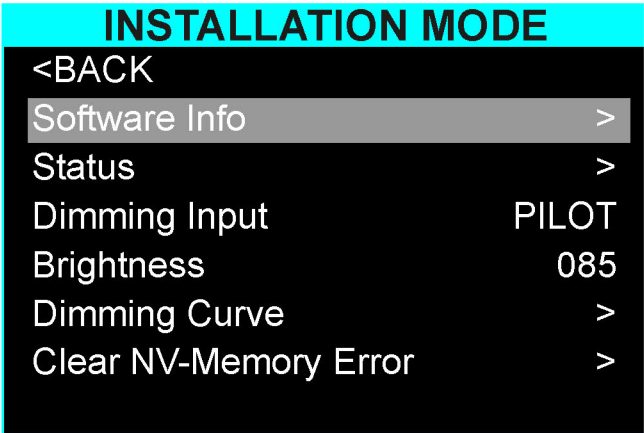 INSTALLATION MODE
<BACK
Software Info >
Status >
Dimming Input PILOT
Brightness 085
Dimming Curve >
Clear NV-Memory Error >